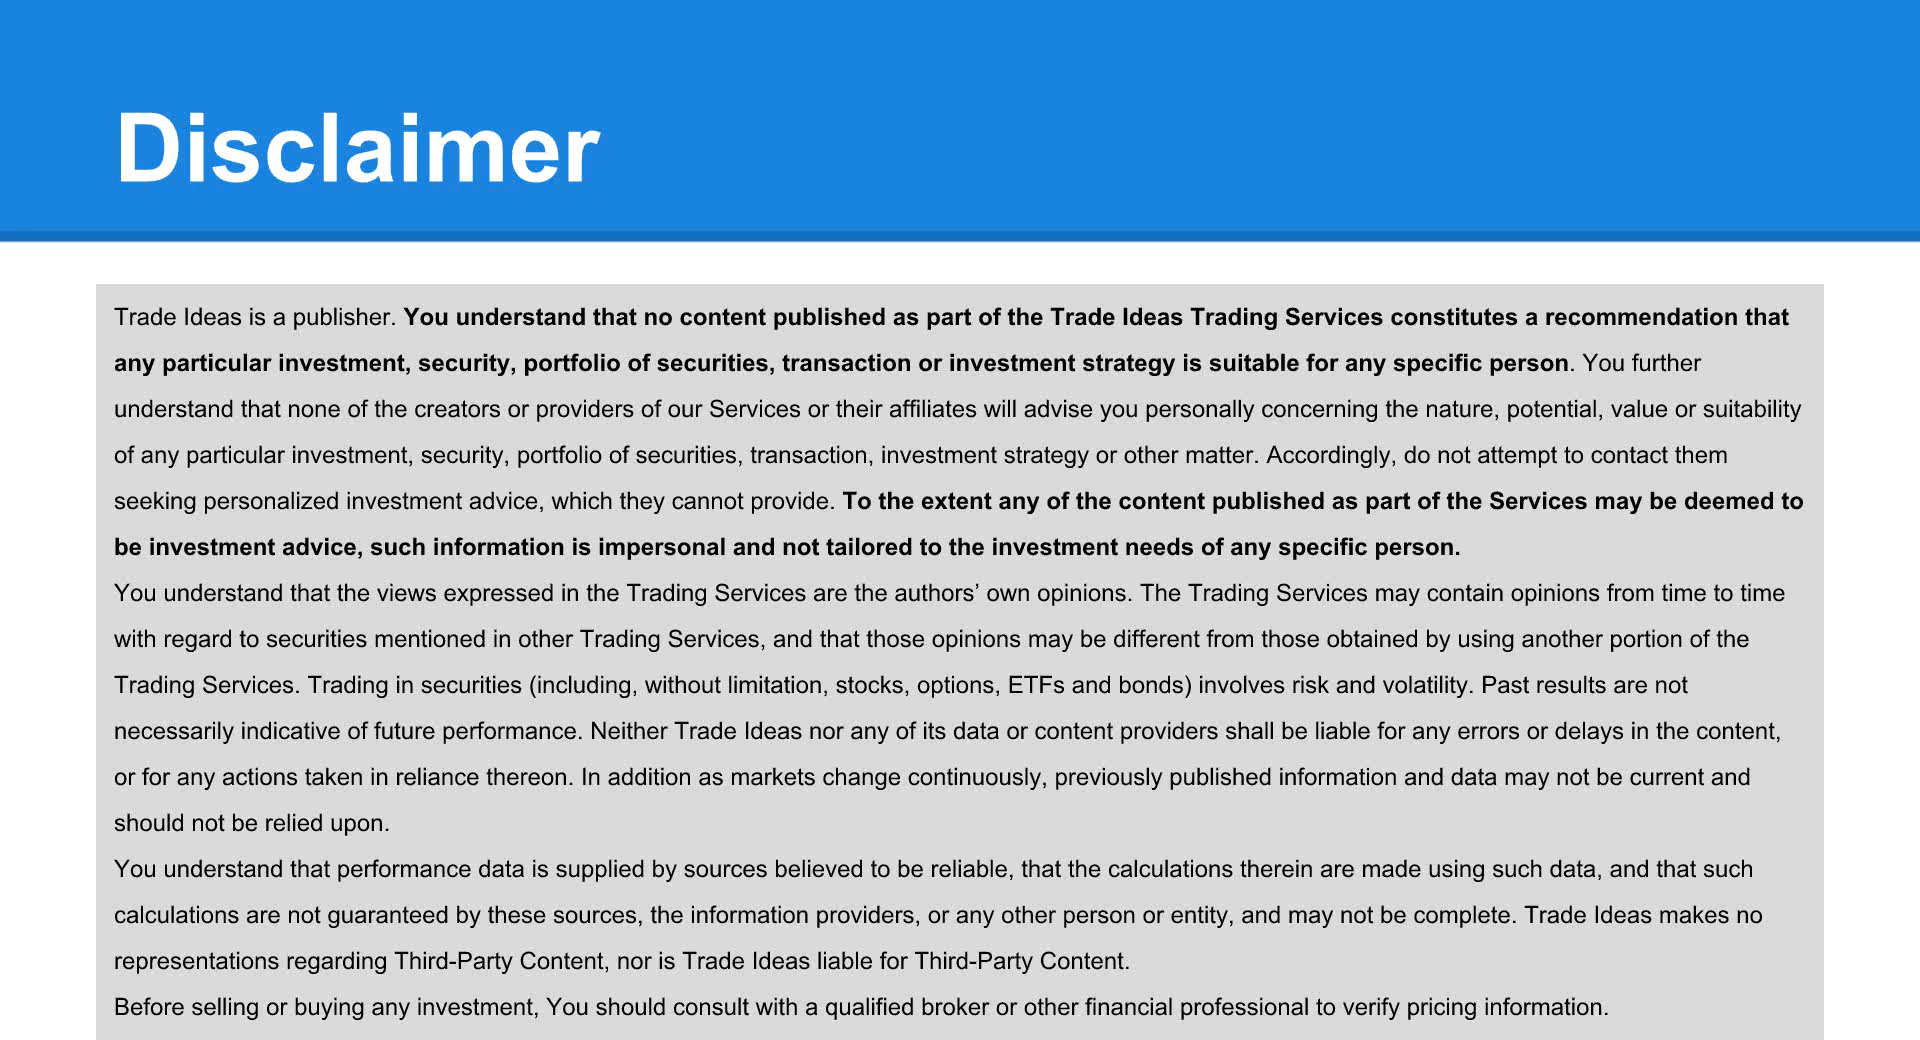 Disclaimer
Trade Ideas is a publisher. You understand that no content published as part of the Trade Ideas Trading Services constitutes a recommendation that
any particular investment, security, portfolio of securities, transaction or investment strategy is suitable for any specific person. You further
understand that none of the creators or providers of our Services or their affiliates will advise you personally concerning the nature, potential, value or suitability
of any particular investment, security, portfolio of securities, transaction, investment strategy or other matter. Accordingly, do not attempt to contact them
seeking personalized investment advice, which they cannot provide. To the extent any of the content published as part of the Services may be deemed to
be investment advice, such information is impersonal and not tailored to the investment needs of any specific person.
You understand that the views expressed in the Trading Services are the authors’ own opinions. The Trading Services may contain opinions from time to time
with regard to securities mentioned in other Trading Services, and that those opinions may be different from those obtained by using another portion of the
Trading Services. Trading in securities (including, without limitation, stocks, options, ETFs and bonds) involves risk and volatility. Past results are not
necessarily indicative of future performance. Neither Trade Ideas nor any of its data or content providers shall be liable for any errors or delays in the content,
or for any actions taken in reliance thereon. In addition as markets change continuously, previously published information and data may not be current and
should not be relied upon.
You understand that performance data is supplied by sources believed to be reliable, that the calculations therein are made using such data, and that such
calculations are not guaranteed by these sources, the information providers, or any other person or entity, and may not be complete. Trade Ideas makes no
representations regarding Third-Party Content, nor is Trade Ideas liable for Third-Party Content.
Before selling or buying any investment, You should consult with a qualified broker or other financial professional to verify pricing information.